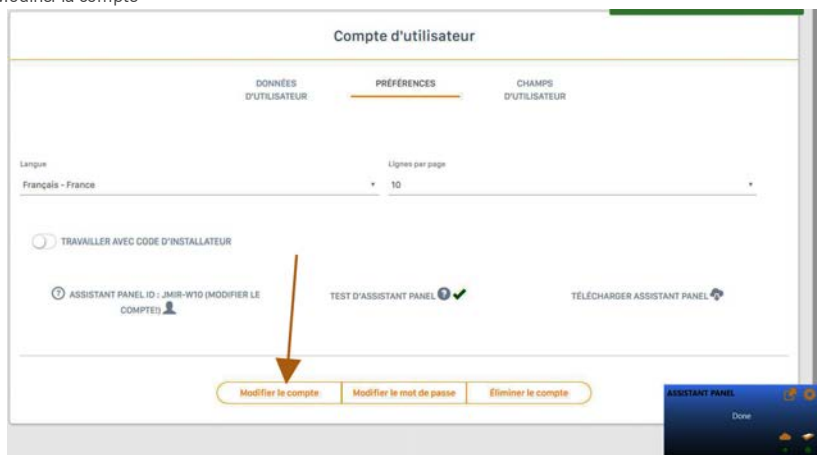 Modifier la compte
Compte d'utilisateur
DONNÉES
D'UTILISATEUR
PRÉFÉRENCES
CHAMPS
D'UTILISATEUR
Langue
Lignes par page
Français - France
10
TRAVAILLER AVEC CODE D'INSTALLATEUR
ASSISTANT PANEL ID : JMIR-W10 (MODIFIER LE
COMPTE!)
TEST D'ASSISTANT PANEL
TÉLÉCHARGER ASSISTANT PANEL
Modifier le compte
Modifier le mot de passe
Éliminer le compte
ASSISTANT PANEL
Done